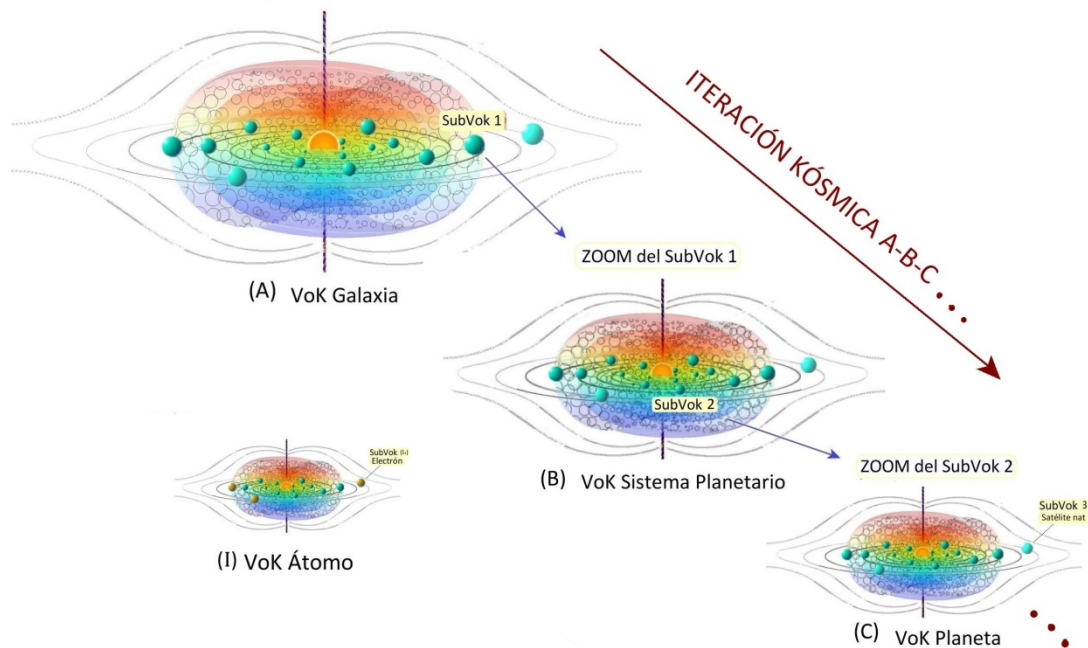 SubVok 1
ITERACIÓN KÓSMICA A-B-C . . .
(A) VoK Galaxia
ZOOM del SubVok 1
SubVok 2
(B) VoK Sistema Planetario
ZOOM del SubVok 2
SubVok 3
Satélite nat
(C) VoK Planeta
SubVok (I₁)
Electrón
(I) VoK Átomo